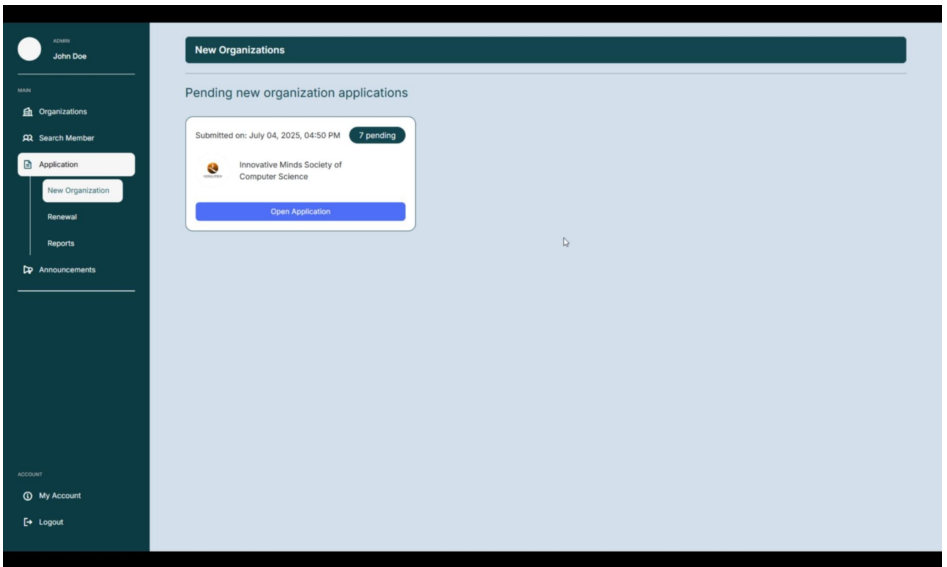 ADMIN
John Doe
MAIN
Organizations
Search Member
Application
New Organization
Renewal
Reports
Announcements
ACCOUNT
My Account
Logout
New Organizations
Pending new organization applications
Submitted on: July 04, 2025, 04:50 PM 7 pending
Innovative Minds Society of
Computer Science
Open Application